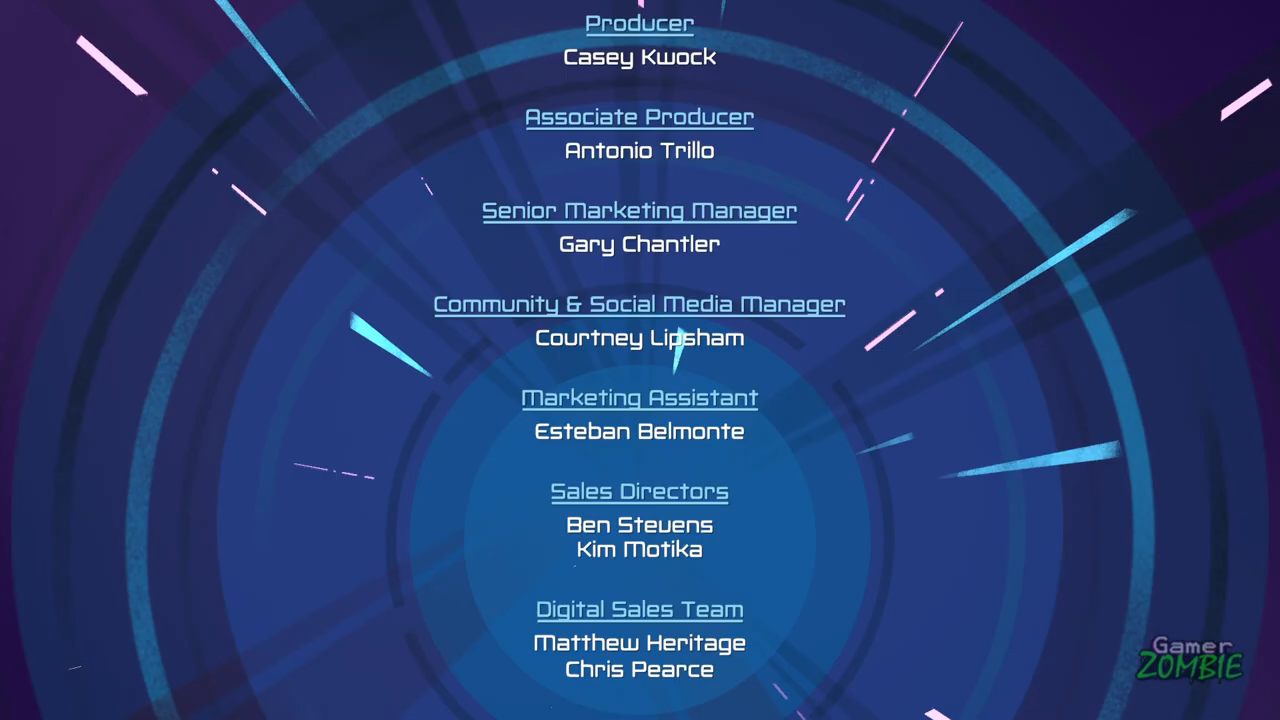 Producer
Casey Kwock
Associate Producer
Antonio Trillo
Senior Marketing Manager
Gary Chantler
Community & Social Media Manager
Courtney Lipsham
Marketing Assistant
Esteban Belmonte
Sales Directors
Ben Stevens
Kim Motika
Digital Sales Team
Matthew Heritage
Chris Pearce
Gamer
ZOMBIE